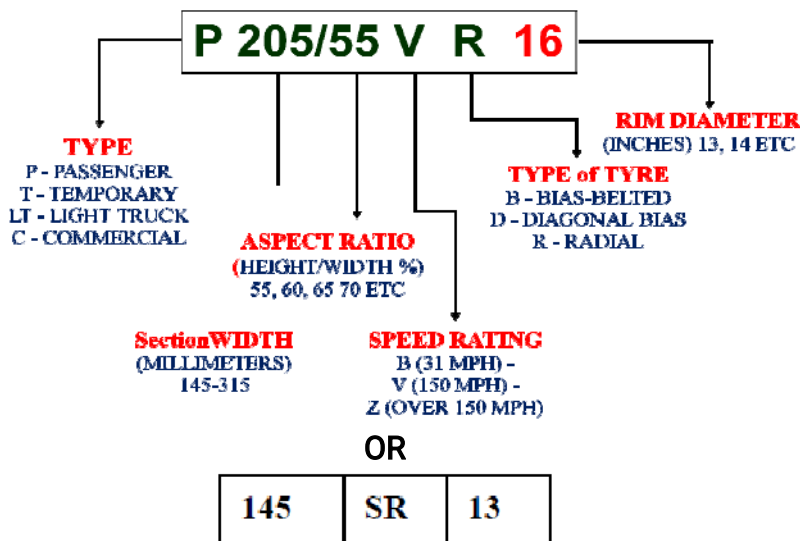 P 205/55 V R 16
TYPE
P - PASSENGER
T - TEMPORARY
LT - LIGHT TRUCK
C - COMMERCIAL
RIM DIAMETER
(INCHES) 13, 14 ETC
TYPE of TYRE
B - BIAS-BELTED
D - DIAGONAL BIAS
R - RADIAL
ASPECT RATIO
(HEIGHT/WIDTH %)
55, 60, 65 70 ETC
SectionWIDTH
(MILLIMETERS)
145-315
SPEED RATING
B (31 MPH) -
V (150 MPH) -
Z (OVER 150 MPH)
OR
145 SR 13